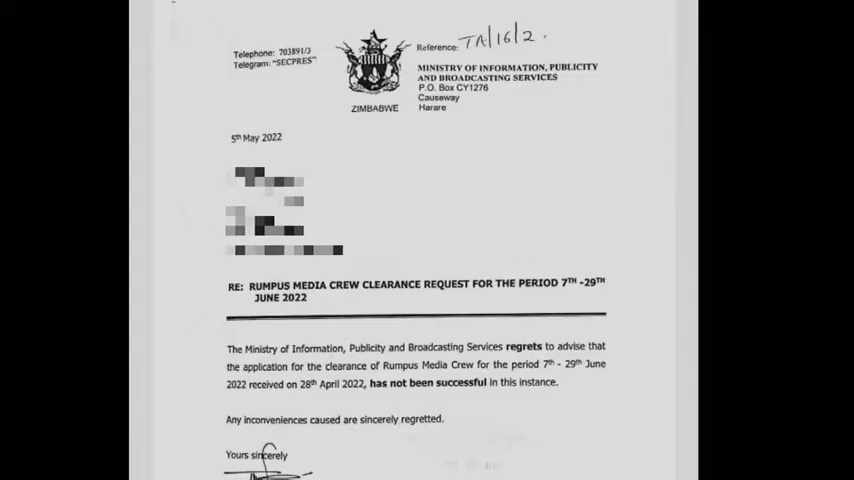 Telephone: 703891/3
Telegram: "SECPRES"
ZIMBABWE
Reference: TA/16/2.
MINISTRY OF INFORMATION, PUBLICITY
AND BROADCASTING SERVICES
P.O. Box CY1276
Causeway
Harare
5th May 2022
RE: RUMPUS MEDIA CREW CLEARANCE REQUEST FOR THE PERIOD 7TH -29TH
JUNE 2022
The Ministry of Information, Publicity and Broadcasting Services regrets to advise that
the application for the clearance of Rumpus Media Crew for the period 7th - 29th June
2022 received on 28th April 2022, has not been successful in this instance.
Any inconveniences caused are sincerely regretted.
Yours sincerely